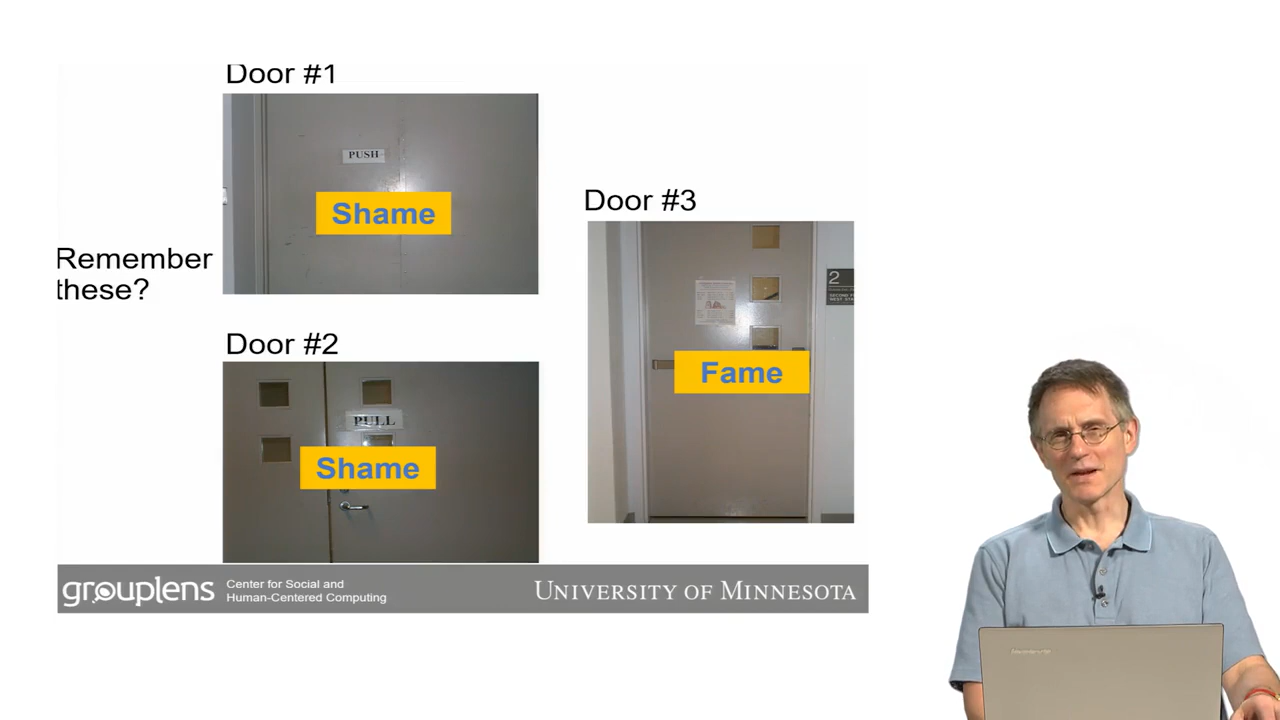 Door #1
PUSH
Shame
Remember
these?
Door #2
PULL
Shame
Door #3
2
Fame
grouplens
Center for Social and
Human-Centered Computing
UNIVERSITY OF MINNESOTA